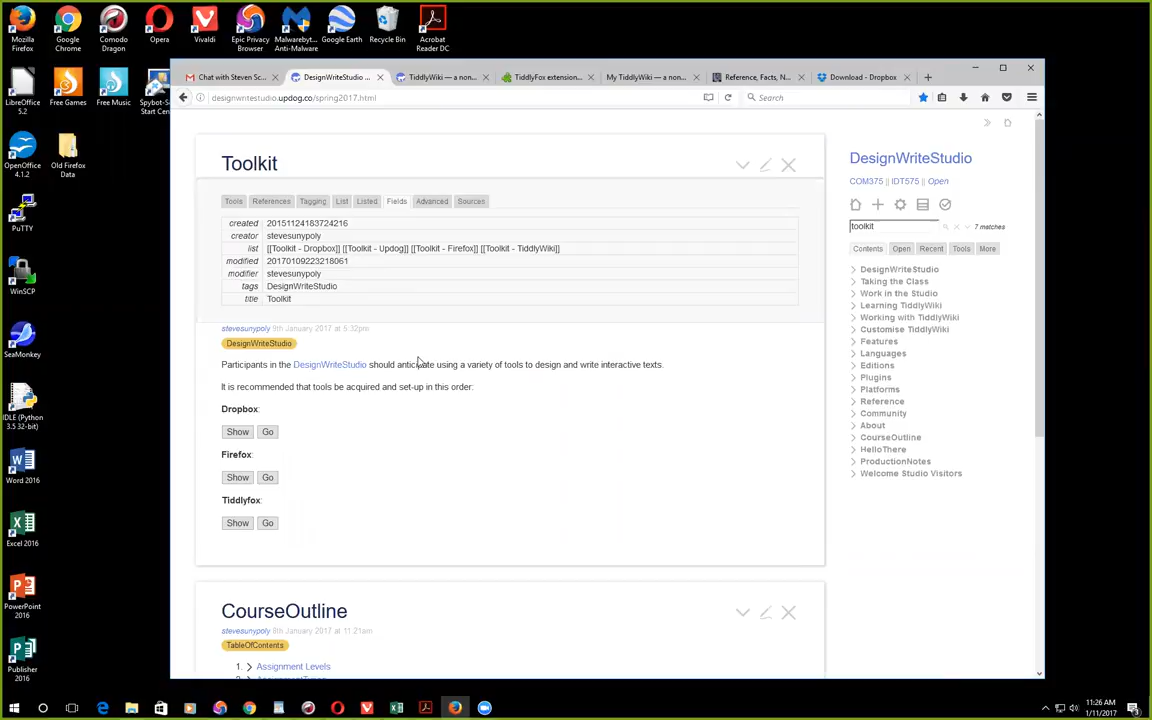 Mozilla Firefox
Google Chrome
Comodo Dragon
Opera
Vivaldi
Epic Privacy Browser
Malwarebyt... Anti-Malware
Google Earth
Recycle Bin
Acrobat Reader DC
LibreOffice 5.2
Free Games
Free Music
Spybot-S Start Cen
OpenOffice 4.1.2
Old Firefox Data
PuTTY
WinSCP
SeaMonkey
IDLE (Python 3.5 32-bit)
Word 2016
Excel 2016
PowerPoint 2016
Publisher 2016
Chat with Steven Sc...
DesignWriteStudio ...
TiddlyWiki — a non...
TiddlyFox extension...
My TiddlyWiki — a non...
Reference, Facts, N...
Download - Dropbox
designwritestudio.updog.co/spring2017.html
Search
Toolkit
Tools References Tagging List Listed Fields Advanced Sources
created 20151124183724216
creator stevesunypoly
list [[Toolkit - Dropbox]] [[Toolkit - Updog]] [[Toolkit - Firefox]] [[Toolkit - TiddlyWiki]]
modified 20170109223218061
modifier stevesunypoly
tags DesignWriteStudio
title Toolkit
stevesunypoly 9th January 2017 at 5:32pm
DesignWriteStudio
Participants in the DesignWriteStudio should anticipate using a variety of tools to design and write interactive texts.
It is recommended that tools be acquired and set-up in this order:
Dropbox:
Show Go
Firefox:
Show Go
Tiddlyfox:
Show Go
CourseOutline
stevesunypoly 8th January 2017 at 11:21am
TableOfContents
1. Assignment Levels
DesignWriteStudio
COM375 || IDT575 || Open
toolkit
7 matches
Contents Open Recent Tools More
DesignWriteStudio
Taking the Class
Work in the Studio
Learning TiddlyWiki
Working with TiddlyWiki
Customise TiddlyWiki
Features
Languages
Editions
Plugins
Platforms
Reference
Community
About
CourseOutline
HelloThere
ProductionNotes
Welcome Studio Visitors
11:26 AM
1/11/2017